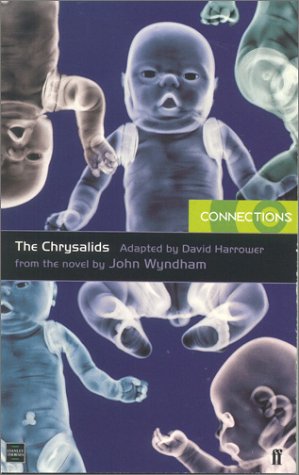 CONNECTIONS
The Chrysalids Adapted by David Harrower
from the novel by John Wyndham
ff